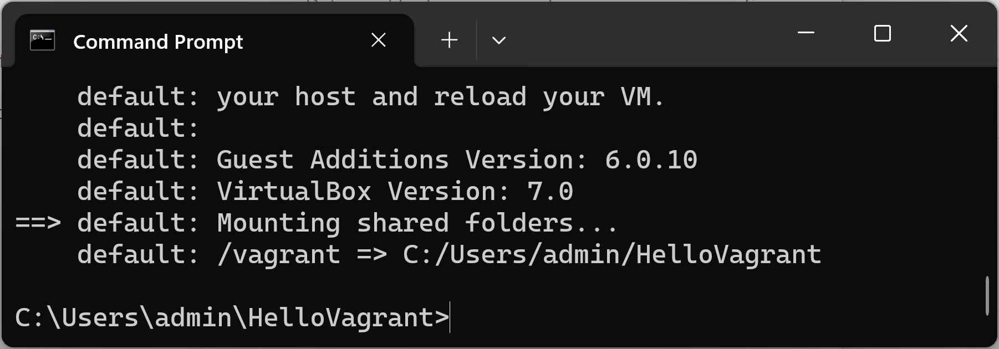 Command Prompt
default: your host and reload your VM.
default:
default: Guest Additions Version: 6.0.10
default: VirtualBox Version: 7.0
==> default: Mounting shared folders...
default: /vagrant => C:/Users/admin/HelloVagrant
C:\Users\admin\HelloVagrant>